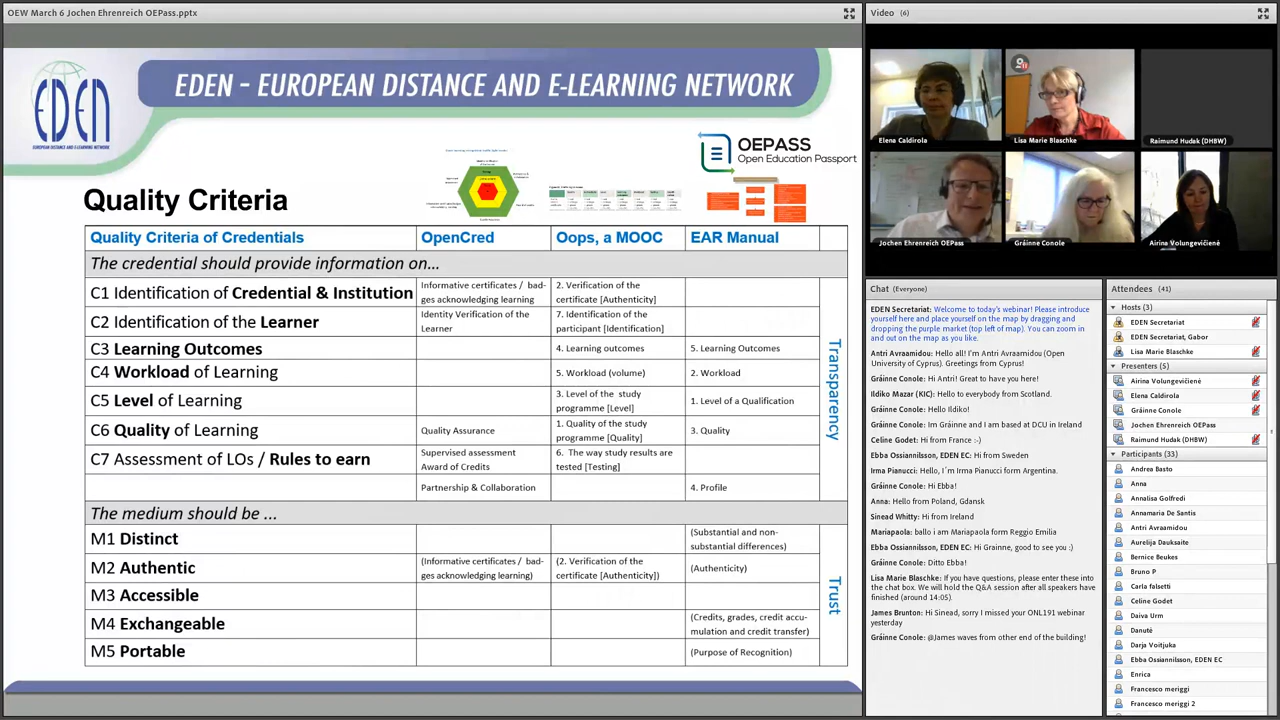 OEW March 6 Jochen Ehrenreich OEPass.pptx
EDEN
EUROPEAN DISTANCE AND E-LEARNING NETWORK
EDEN - EUROPEAN DISTANCE AND E-LEARNING NETWORK
OEPASS
Open Education Passport
Quality Criteria
Quality Criteria of Credentials OpenCred Oops, a MOOC EAR Manual
The credential should provide information on...
C1 Identification of Credential & Institution
Informative certificates / bad-
ges acknowledging learning
2. Verification of the
certificate [Authenticity]
C2 Identification of the Learner
Identity Verification of the
Learner
7. Identification of the
participant [Identification]
C3 Learning Outcomes 4. Learning outcomes 5. Learning Outcomes
C4 Workload of Learning 5. Workload (volume) 2. Workload
C5 Level of Learning
3. Level of the study
programme [Level]
1. Level of a Qualification
C6 Quality of Learning
Quality Assurance
1. Quality of the study
programme [Quality]
3. Quality
C7 Assessment of LOs / Rules to earn
Supervised assessment
Award of Credits
6. The way study results are
tested [Testing]
Partnership & Collaboration 4. Profile
Transparency
The medium should be ...
M1 Distinct
(Substantial and non-
substantial differences)
M2 Authentic
(Informative certificates / bad-
ges acknowledging learning)
(2. Verification of the
certificate [Authenticity])
(Authenticity)
M3 Accessible
M4 Exchangeable
(Credits, grades, credit accu-
mulation and credit transfer)
M5 Portable (Purpose of Recognition)
Trust
Video (6)
Elena Caldirola
Lisa Marie Blaschke
Raimund Hudak (DHBW)
Jochen Ehrenreich OEPass
Gráinne Conole
Airina Volungevičienė
Chat (Everyone)
EDEN Secretariat: Welcome to today's webinar! Please introduce
yourself here and place yourself on the map by dragging and
dropping the purple market (top left of map). You can zoom in
and out on the map as you like.
Antri Avraamidou: Hello all! I'm Antri Avraamidou (Open
University of Cyprus). Greetings from Cyprus!
Gráinne Conole: Hi Antri! Great to have you here!
Ildiko Mazar (KIC): Hello to everybody from Scotland.
Gráinne Conole: Hello Ildiko!
Gráinne Conole: Im Gráinne and I am based at DCU in Ireland
Celine Godet: Hi from France :-)
Ebba Ossiannilsson, EDEN EC: Hi from Sweden
Irma Pianucci: Hello, I´m Irma Pianucci form Argentina.
Gráinne Conole: Hi Ebba!
Anna: Hello from Poland, Gdansk
Sinead Whitty: Hi from Ireland
Mariapaola: ballo i am Mariapaola form Reggio Emilia
Ebba Ossiannilsson, EDEN EC: Hi Grainne, good to see you :)
Gráinne Conole: Ditto Ebba!
Lisa Marie Blaschke: If you have questions, please enter these into
the chat box. We will hold the Q&A session after all speakers have
finished (around 14:05).
James Brunton: Hi Sinead, sorry I missed your ONL191 webinar
yesterday
Gráinne Conole: @James waves from other end of the building!
Attendees (41)
Hosts (3)
EDEN Secretariat
EDEN Secretariat, Gabor
Lisa Marie Blaschke
Presenters (5)
Airina Volungevičienė
Elena Caldirola
Gráinne Conole
Jochen Ehrenreich OEPass
Raimund Hudak (DHBW)
Participants (33)
Andrea Basto
Anna
Annalisa Golfredi
Annamaria De Santis
Antri Avraamidou
Aurelija Dauksaite
Bernice Beukes
Bruno P
Carla falsetti
Celine Godet
Daiva Urm
Danutė
Darja Voitjuka
Ebba Ossiannilsson, EDEN EC
Enrica
Francesco meriggi
Francesco meriggi 2